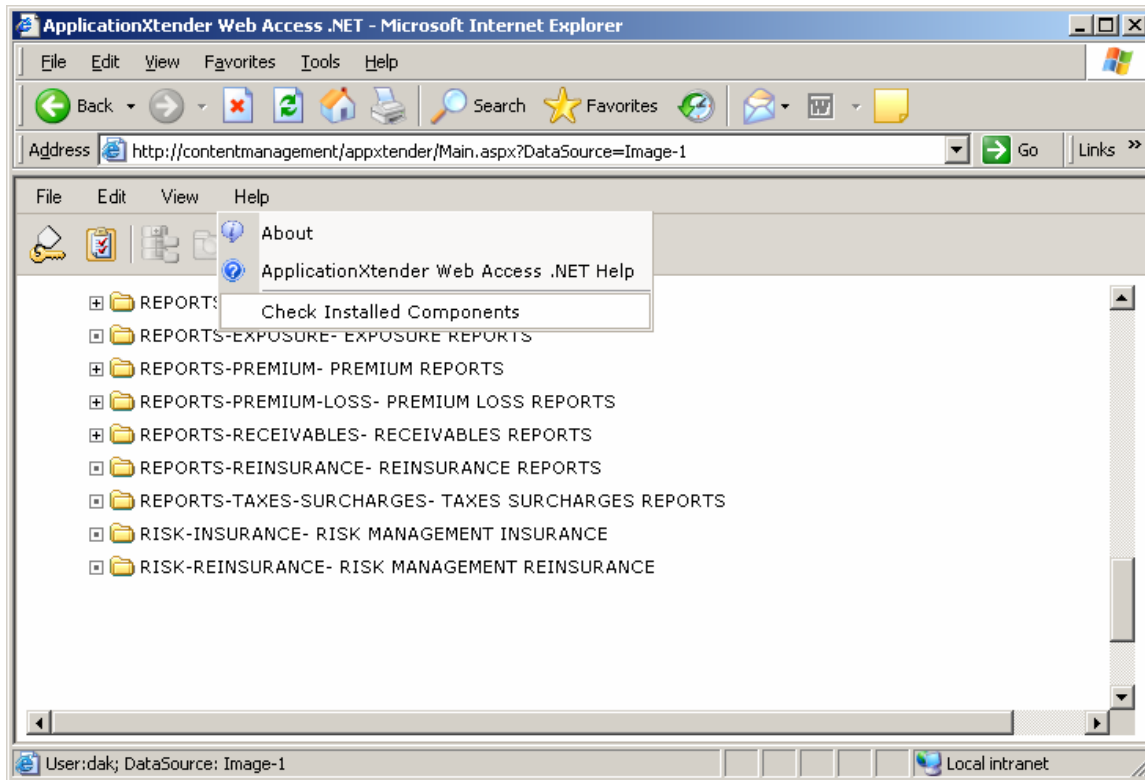 ApplicationXtender Web Access .NET - Microsoft Internet Explorer
File Edit View Favorites Tools Help
Back Search Favorites
Address http://contentmanagement/appxtender/Main.aspx?DataSource=Image-1 Go Links »
File Edit View Help
About
ApplicationXtender Web Access .NET Help
Check Installed Components
REPORTS
REPORTS-EXPOSURE- EXPOSURE REPORTS
REPORTS-PREMIUM- PREMIUM REPORTS
REPORTS-PREMIUM-LOSS- PREMIUM LOSS REPORTS
REPORTS-RECEIVABLES- RECEIVABLES REPORTS
REPORTS-REINSURANCE- REINSURANCE REPORTS
REPORTS-TAXES-SURCHARGES- TAXES SURCHARGES REPORTS
RISK-INSURANCE- RISK MANAGEMENT INSURANCE
RISK-REINSURANCE- RISK MANAGEMENT REINSURANCE
User:dak; DataSource: Image-1 Local intranet